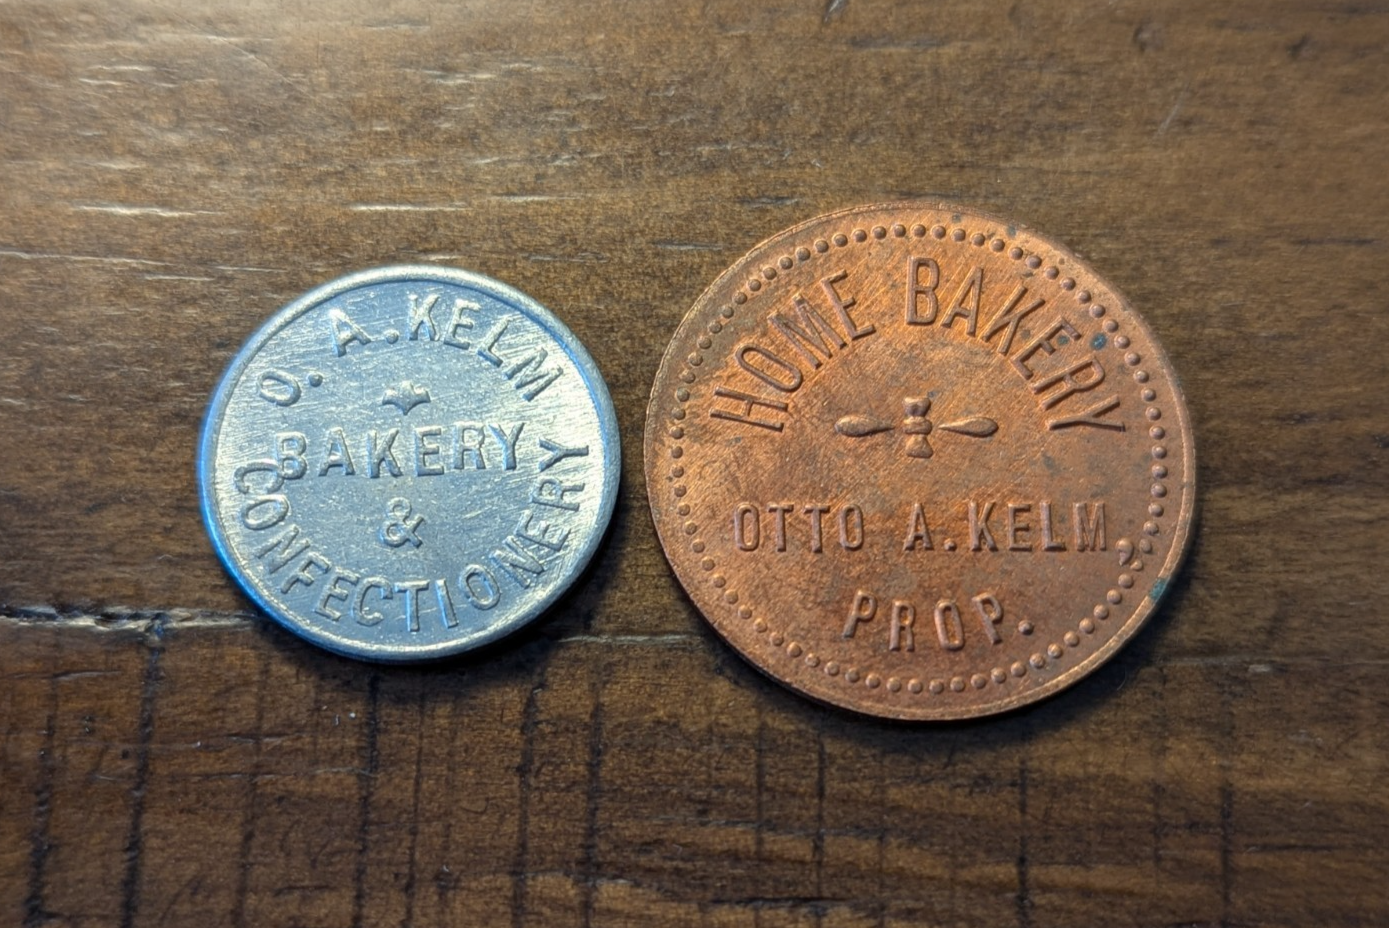 O. A. KELM
BAKERY
&
CONFECTIONERY
HOME BAKERY
OTTO A. KELM,
PROP.